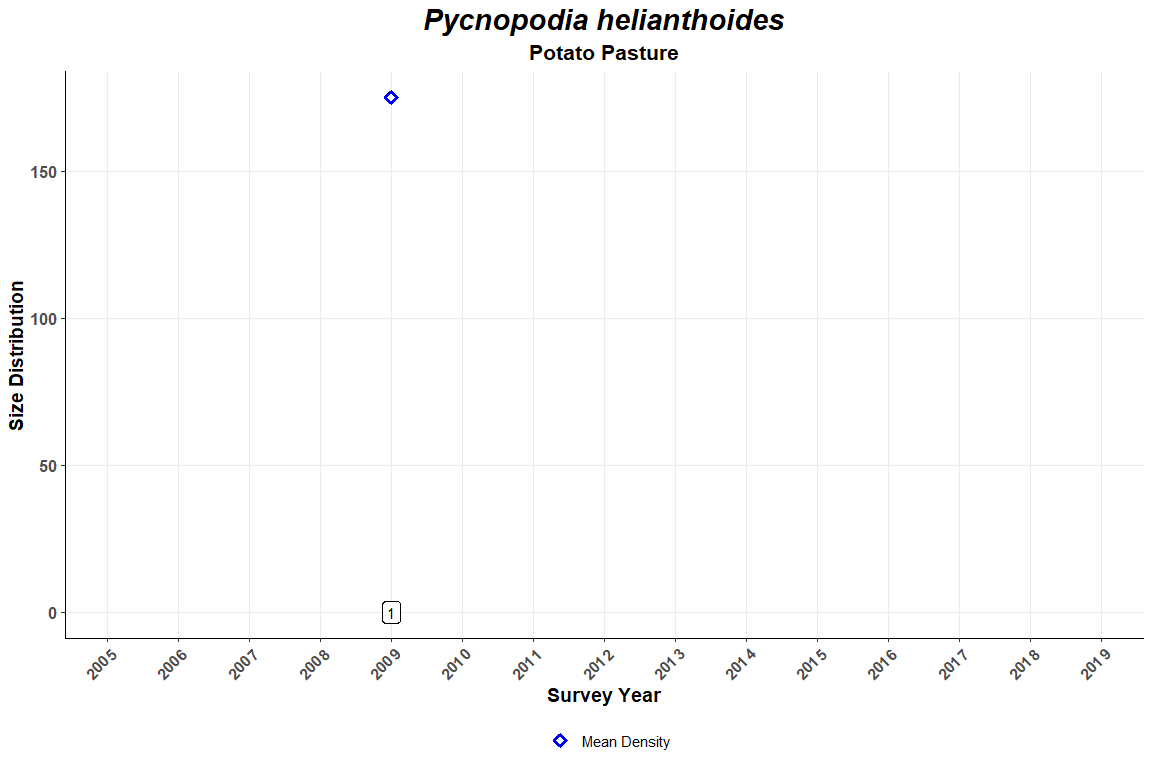 Pycnopodia helianthoides
Potato Pasture
Size Distribution
150
100
50
0
1
2005 2006 2007 2008 2009 2010 2011 2012 2013 2014 2015 2016 2017 2018 2019
Survey Year
Mean Density